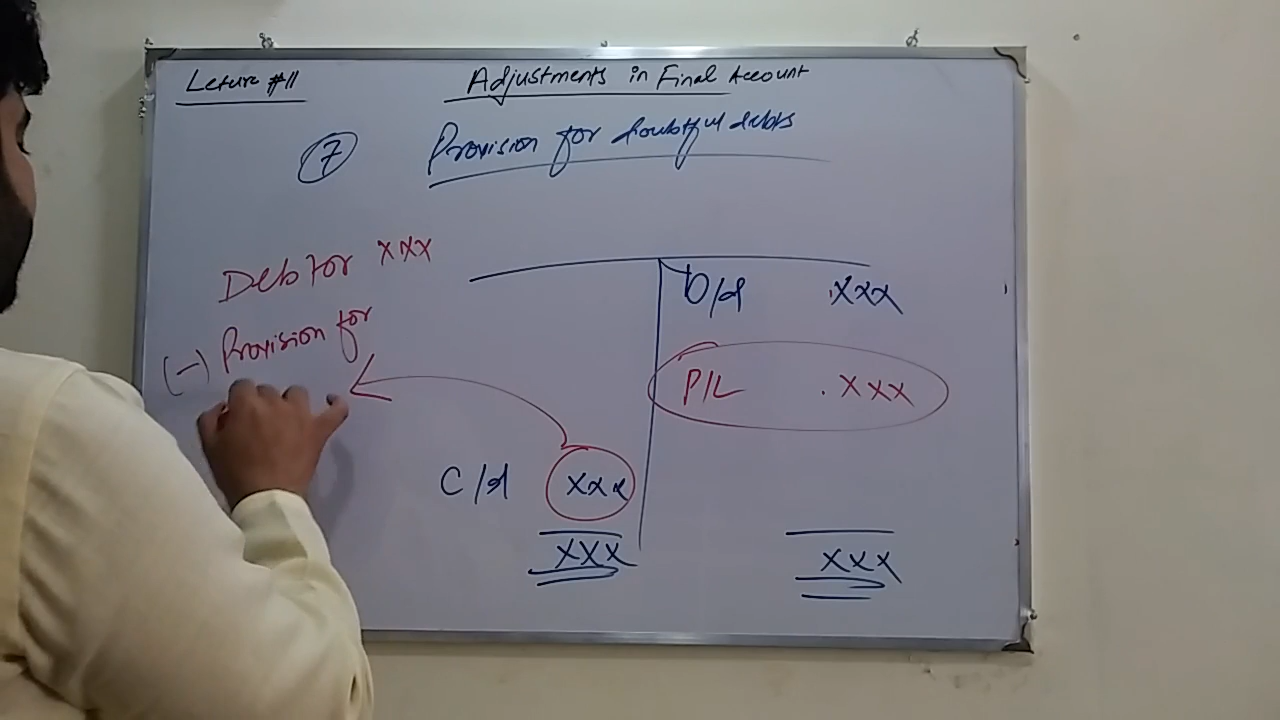 Leture #11
Adjustments in Final Account
7
Provision for doubtful debts
Debtor xxx
(-) Provision for
b/d .xxx
P/L .xxx
C/d xxx
xxx
xxx